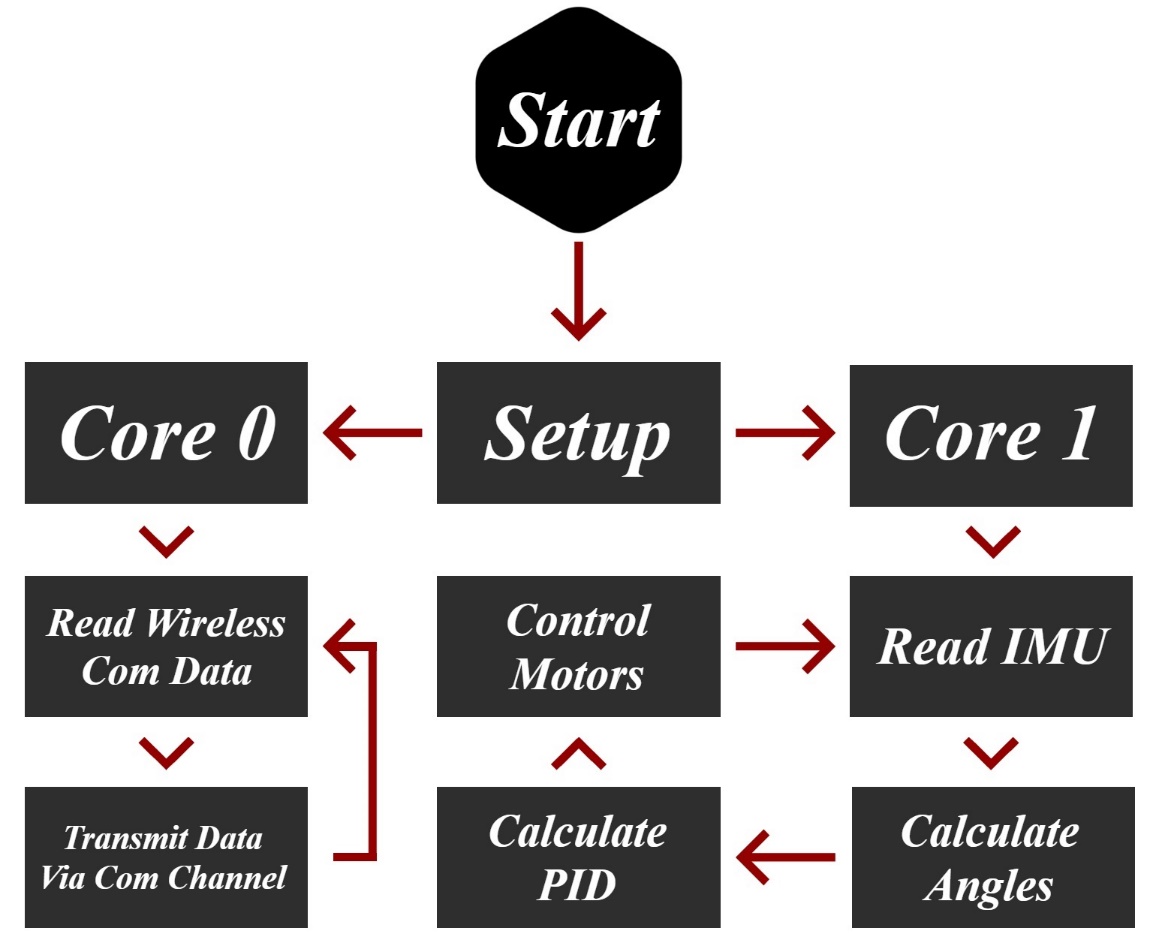 Start
Core 0
Setup
Core 1
Read Wireless
Com Data
Control
Motors
Read IMU
Transmit Data
Via Com Channel
Calculate
PID
Calculate
Angles